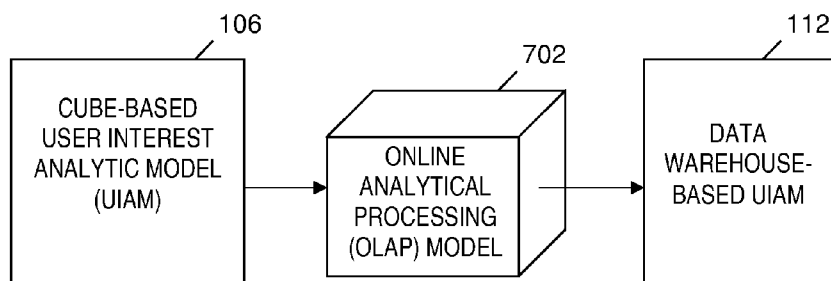 106
CUBE-BASED
USER INTEREST
ANALYTIC MODEL
(UIAM)
702
ONLINE
ANALYTICAL
PROCESSING
(OLAP) MODEL
112
DATA
WAREHOUSE-
BASED UIAM